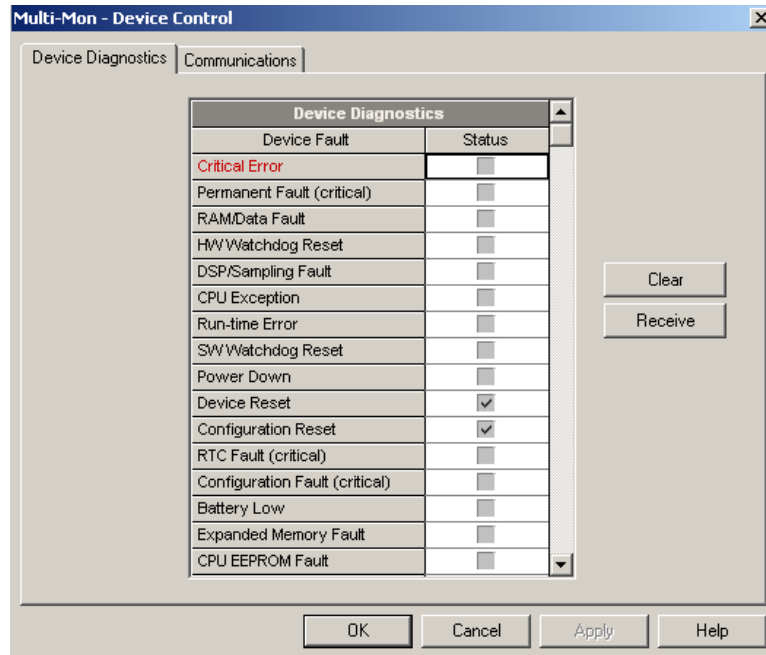 Multi-Mon - Device Control
Device Diagnostics Communications
Device Diagnostics
Device Fault Status
Critical Error
Permanent Fault (critical)
RAM/Data Fault
HW Watchdog Reset
DSP/Sampling Fault
CPU Exception
Run-time Error
SW Watchdog Reset
Power Down
Device Reset
Configuration Reset
RTC Fault (critical)
Configuration Fault (critical)
Battery Low
Expanded Memory Fault
CPU EEPROM Fault
Clear
Receive
OK Cancel Apply Help